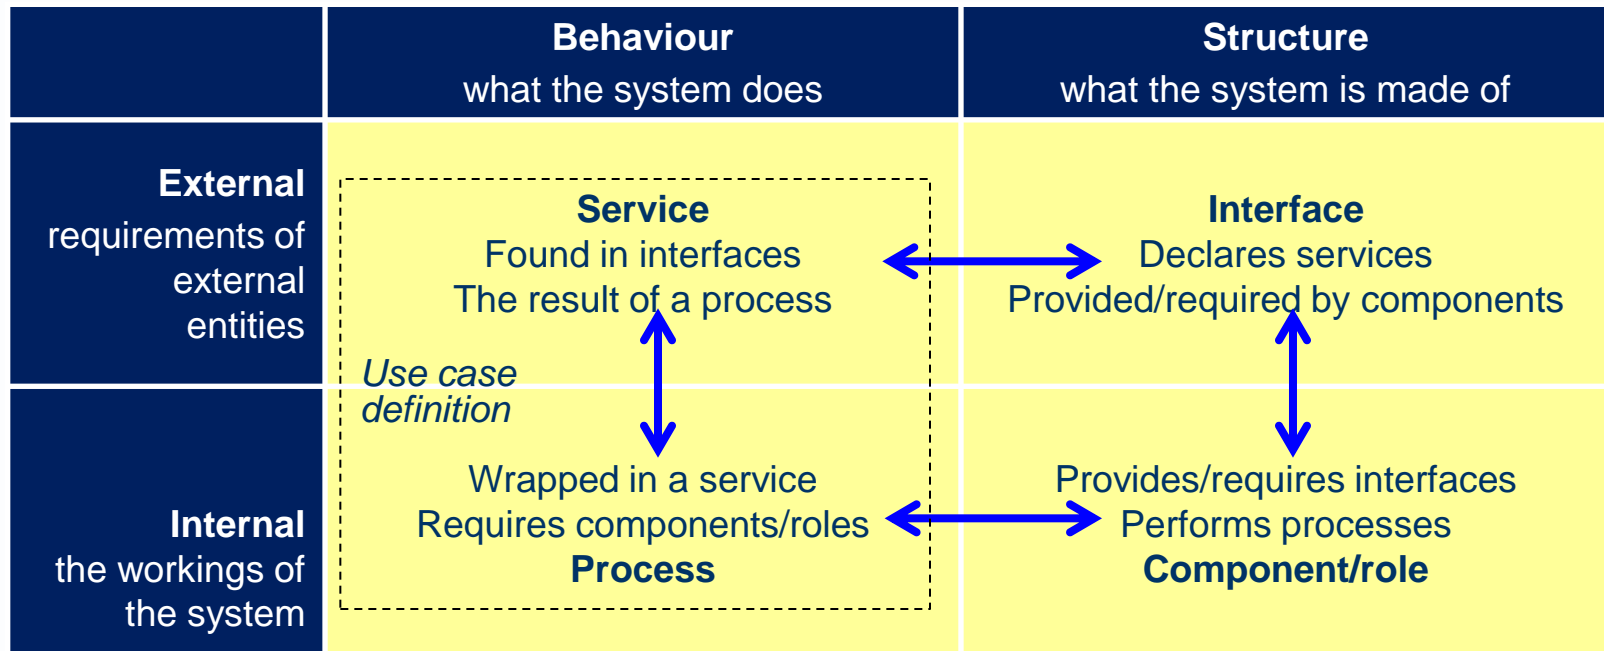 Behaviour
what the system does
Structure
what the system is made of
External
requirements of
external
entities
Service
Found in interfaces
The result of a process
Interface
Declares services
Provided/required by components
Use case
definition
Internal
the workings of
the system
Wrapped in a service
Requires components/roles
Process
Provides/requires interfaces
Performs processes
Component/role